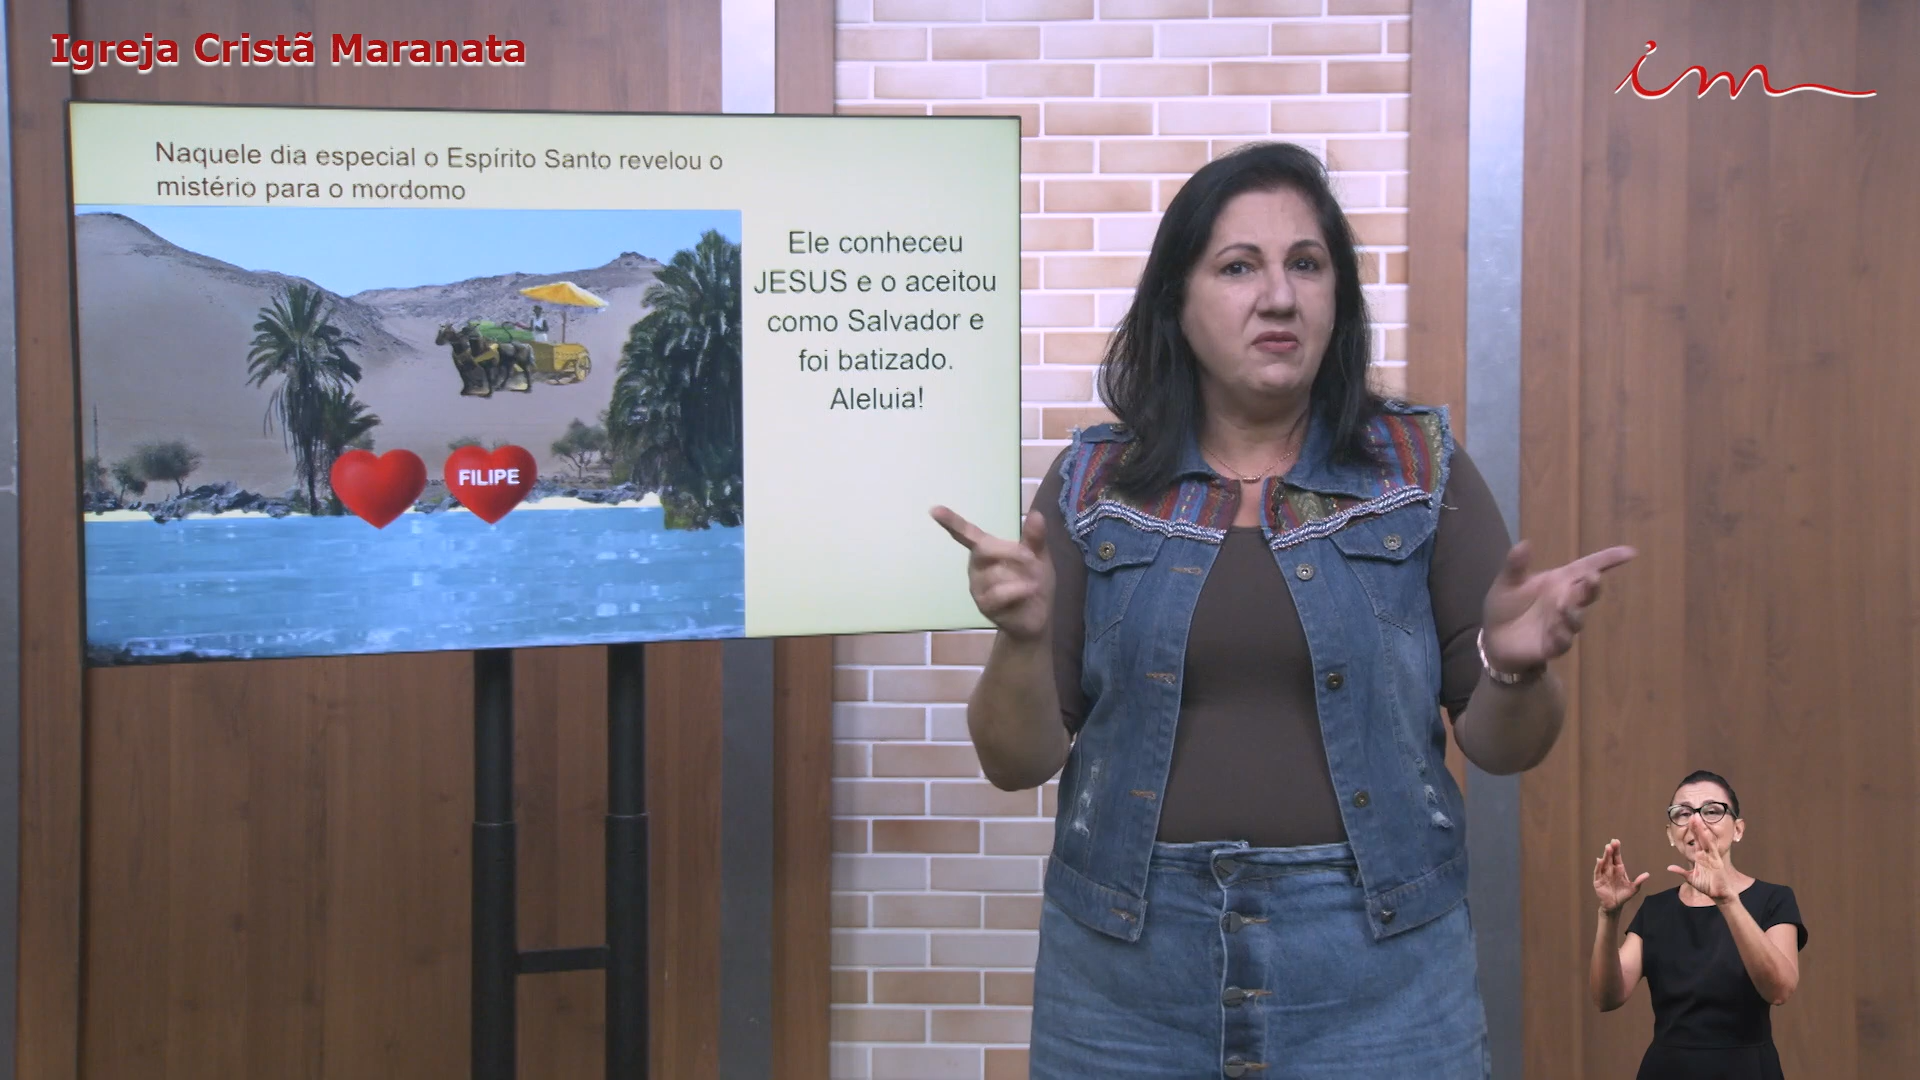 Igreja Cristã Maranata
im
Naquele dia especial o Espírito Santo revelou o
mistério para o mordomo
Ele conheceu
JESUS e o aceitou
como Salvador e
foi batizado.
Aleluia!
FILIPE